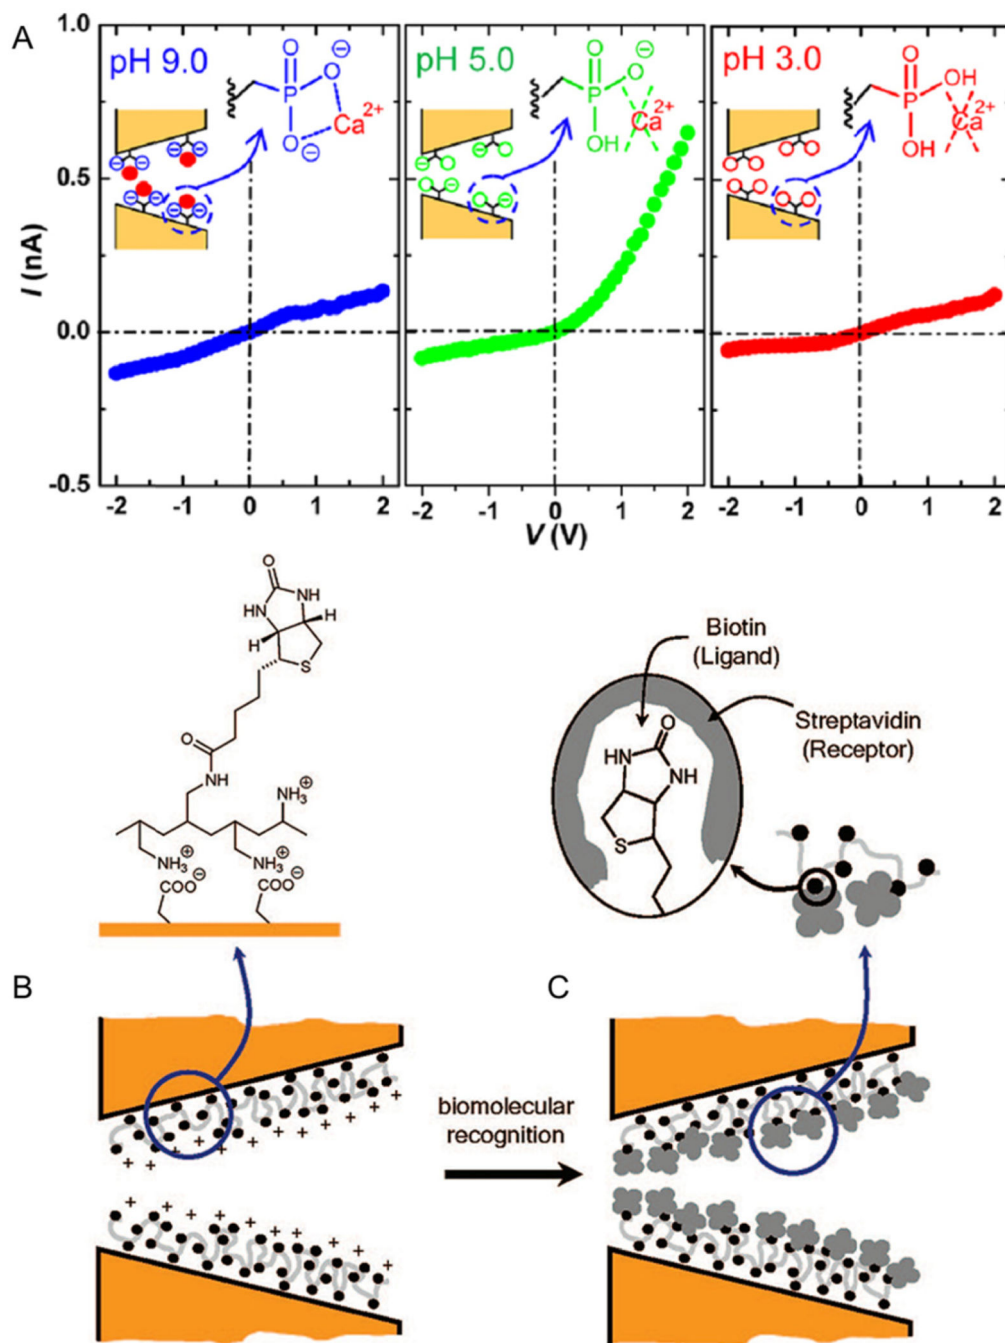 A
pH 9.0
pH 5.0
pH 3.0
O
P
O
⊖
O
⊖
Ca2+
O
P
O
⊖
OH
Ca2+
O
P
OH
OH
Ca2+
1.0
0.5
0.0
-0.5
I (nA)
-2 -1 0 1 2
-2 -1 0 1 2
-2 -1 0 1 2
V (V)
O
HN
NH
H
H
S
O
NH
NH3
⊕
NH3
⊕
NH3
⊕
COO⊖
COO⊖
Biotin
(Ligand)
Streptavidin
(Receptor)
O
HN
NH
S
B
C
biomolecular
recognition